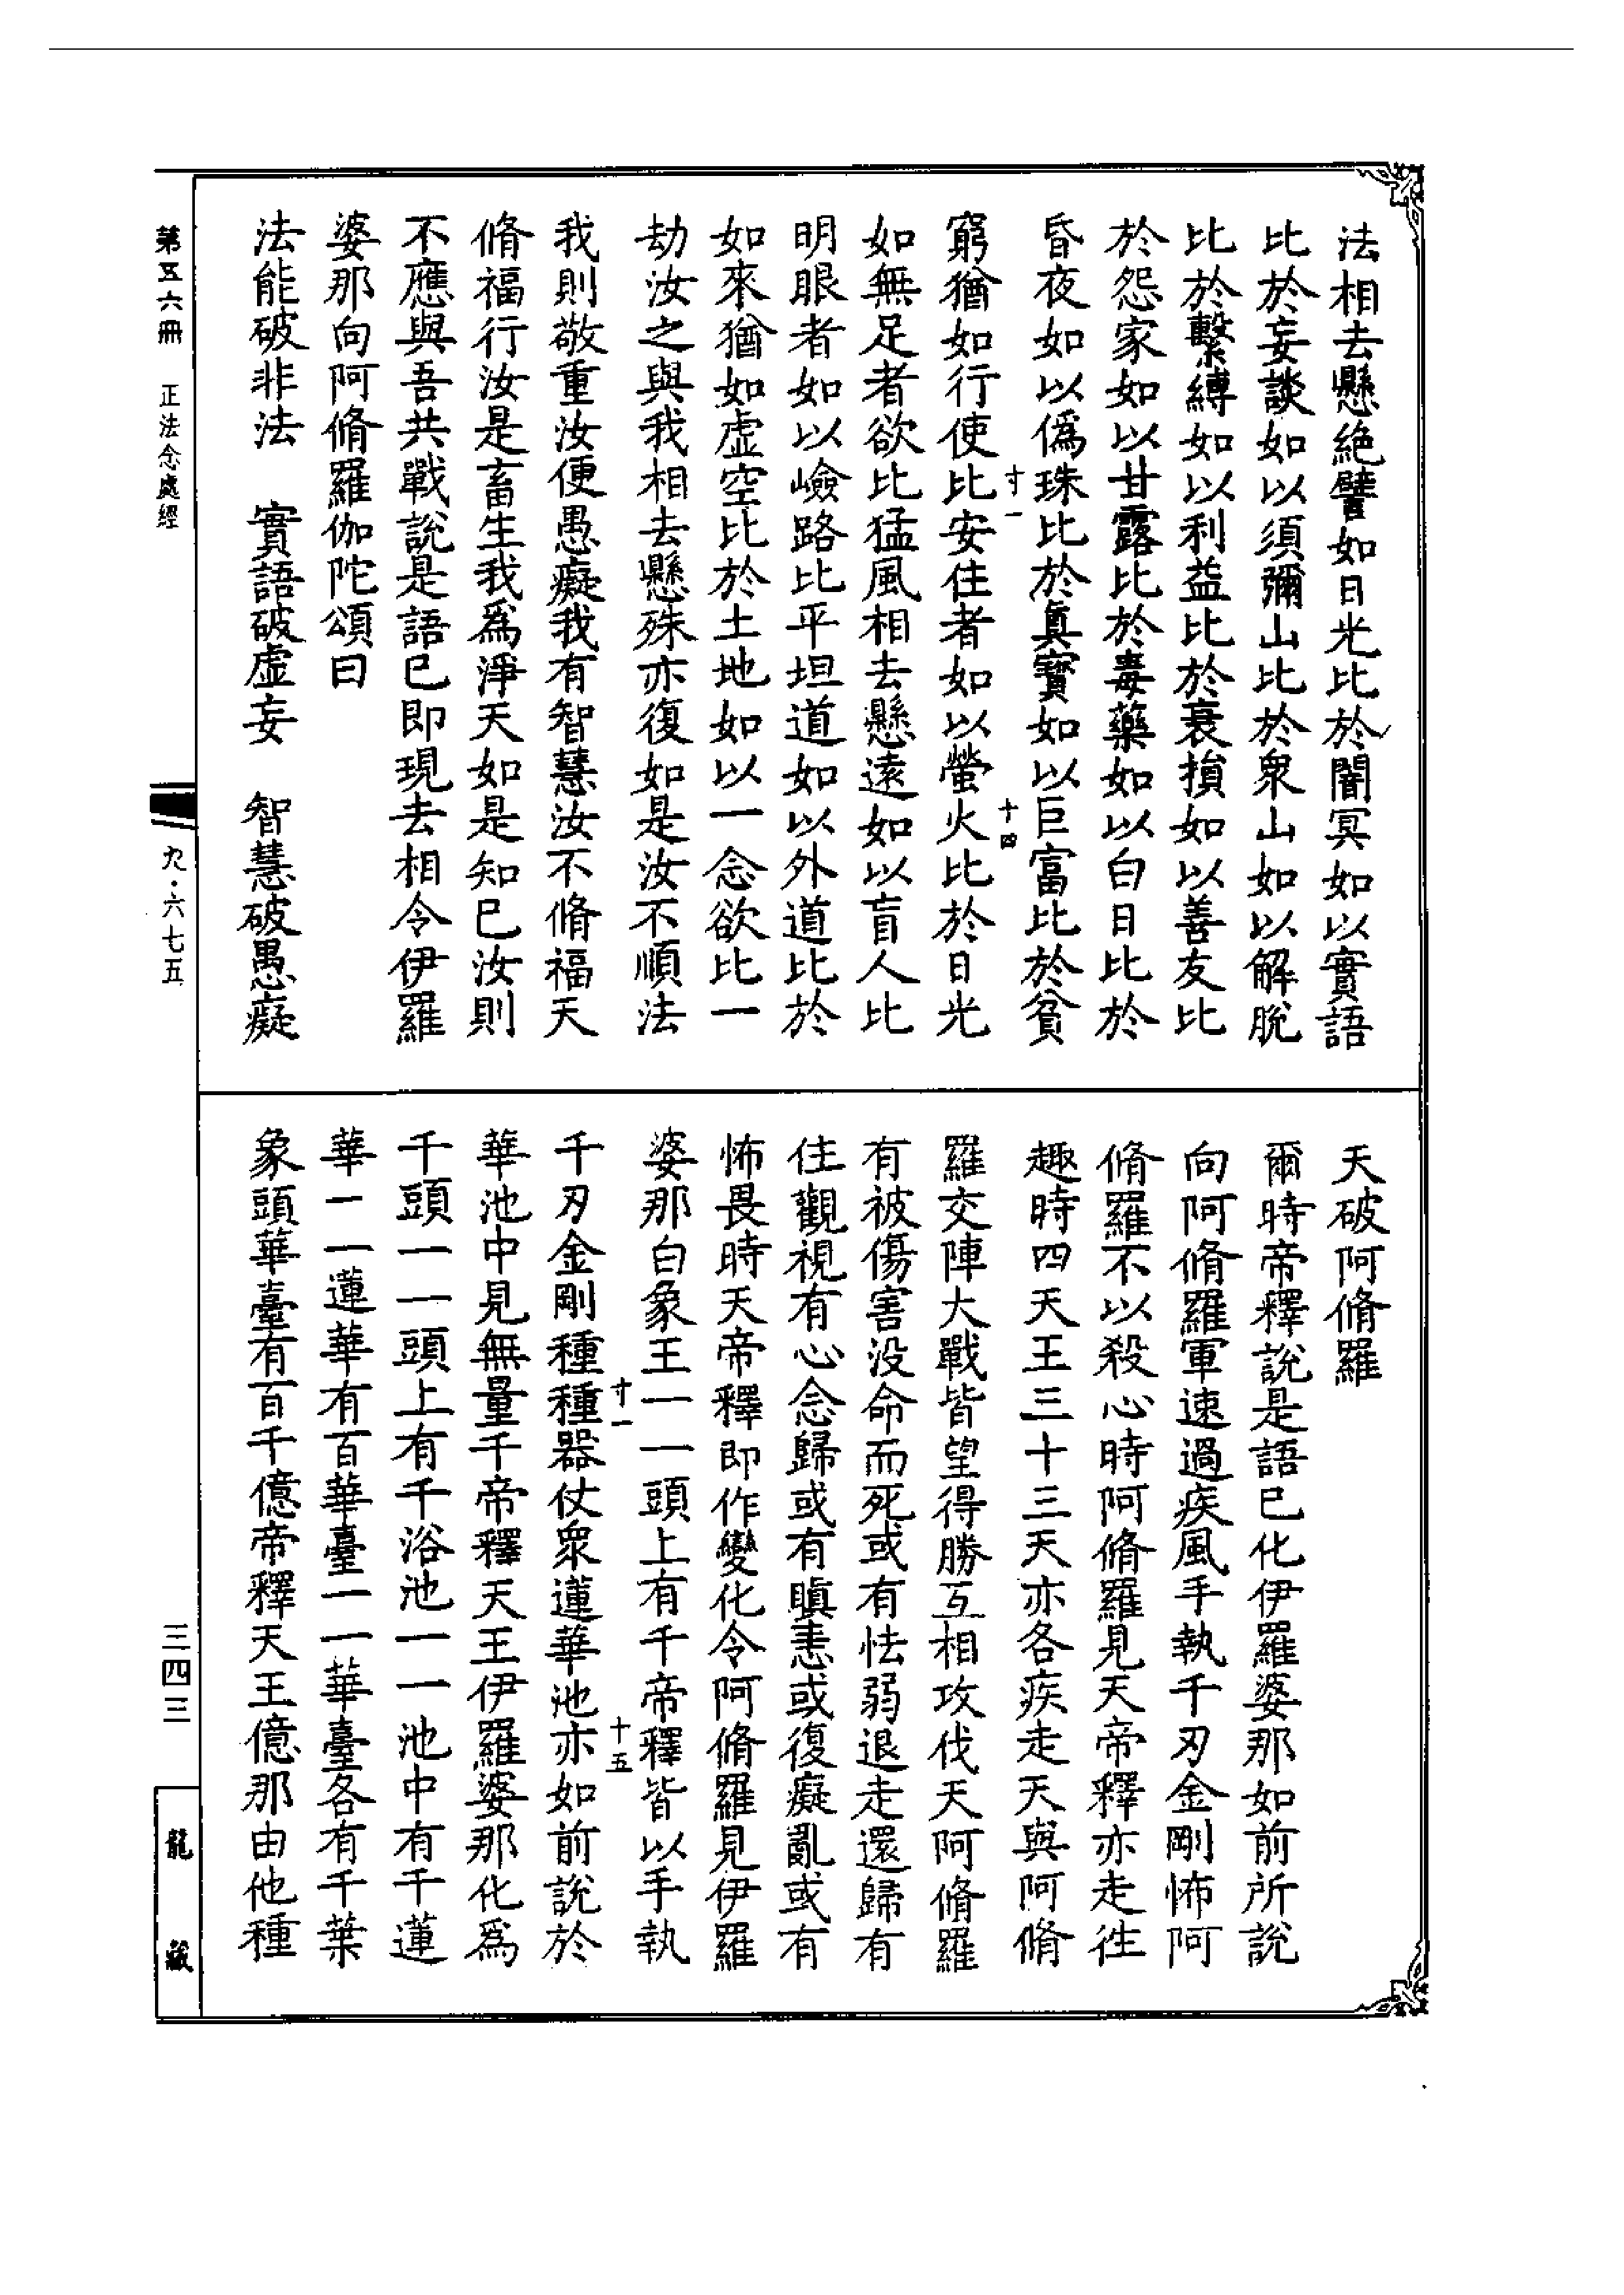 法相去懸絶譬如日光比於闇冥如以實語
比於妄談如以須彌山比於衆山如以解脫
比於繫縛如以利益比於衰損如以善友比
於怨家如以甘露比於毒藥如以白日比於
昏夜如以僞珠比於眞寶如以巨富比於貧
窮猶如行使比安住者如以螢火比於日光
寸一
十四
如無足者欲比猛風相去懸遠如以盲人比
明眼者如以嶮路比平坦道如以外道比於
如來猶如虛空比於土地如以一念欲比一
劫汝之與我相去懸殊亦復如是汝不順法
我則敬重汝便愚癡我有智慧汝不脩福天
脩福行汝是畜生我爲淨天如是知已汝則
不應與吾共戰說是語已即現去相令伊羅
婆那向阿脩羅伽陀頌曰
法能破非法　實語破虛妄　智慧破愚癡
天破阿脩羅
爾時帝釋說是語已化伊羅婆那如前所說
向阿脩羅軍速過疾風手執千刃金剛怖阿
脩羅不以殺心時阿脩羅見天帝釋亦走往
趣時四天王三十三天亦各疾走天與阿脩
羅交陣大戰皆望得勝互相攻伐天阿脩羅
有被傷害没命而死或有怯弱退走還歸有
住觀視有心念歸或有瞋恚或復癡亂或有
怖畏時天帝釋即作變化令阿脩羅見伊羅
婆那白象王一一頭上有千帝釋皆以手執
寸一
十五
千刃金剛種種器仗衆蓮華池亦如前說於
華池中見無量千帝釋天王伊羅婆那化爲
千頭一一頭上有千浴池一一池中有千蓮
華一一蓮華有百華臺一一華臺各有千葉
象頭華臺有百千億帝釋天王億那由他種
第五六冊　正法念處經
九·六七五
三四三
龍藏